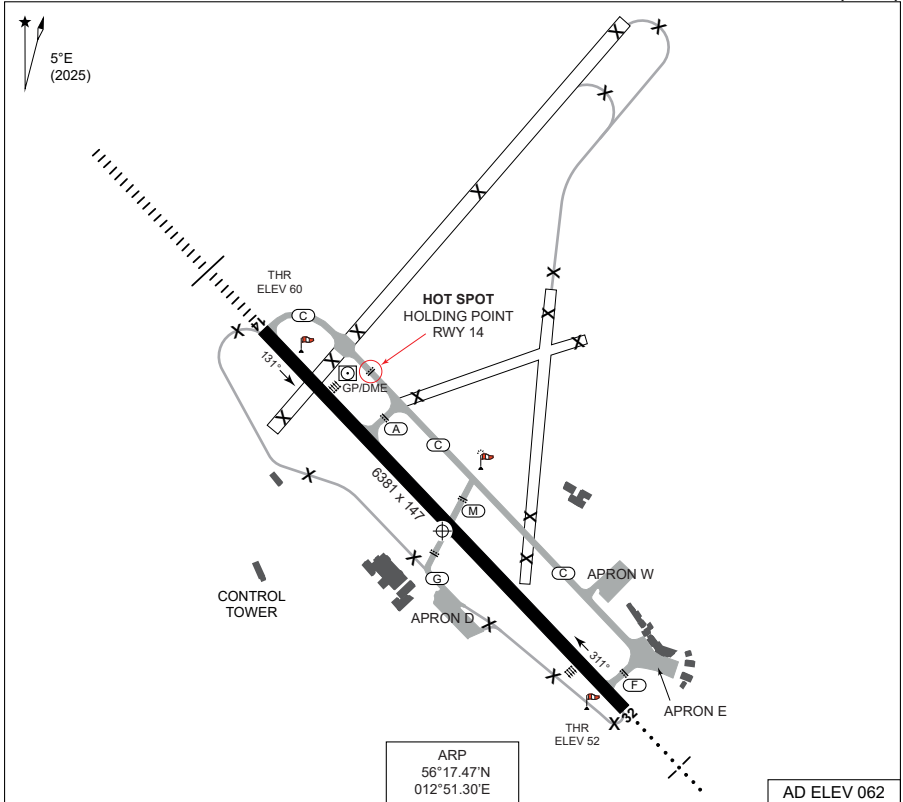 5°E
(2025)
THR
ELEV 60
C
HOT SPOT
HOLDING POINT
RWY 14
14
131°
GP/DME
A
C
6381 x 147
M
G
C
APRON W
CONTROL
TOWER
APRON D
311°
F
APRON E
32
THR
ELEV 52
ARP
56°17.47'N
012°51.30'E
AD ELEV 062